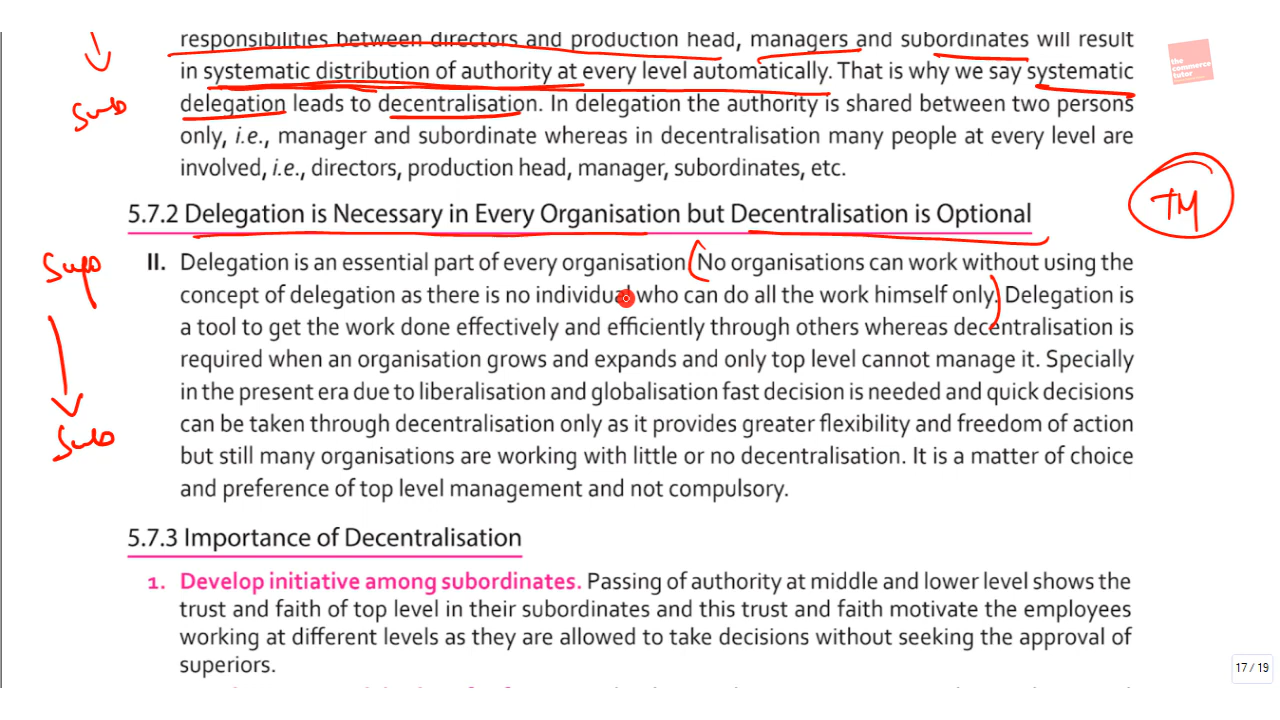 responsibilities between directors and production head, managers and subordinates will result
in systematic distribution of authority at every level automatically. That is why we say systematic
delegation leads to decentralisation. In delegation the authority is shared between two persons
only, i.e., manager and subordinate whereas in decentralisation many people at every level are
involved, i.e., directors, production head, manager, subordinates, etc.
the
commerce
tutor
Sub
TM
5.7.2 Delegation is Necessary in Every Organisation but Decentralisation is Optional
Supo
Sub
II. Delegation is an essential part of every organisation. No organisations can work without using the
concept of delegation as there is no individual who can do all the work himself only. Delegation is
a tool to get the work done effectively and efficiently through others whereas decentralisation is
required when an organisation grows and expands and only top level cannot manage it. Specially
in the present era due to liberalisation and globalisation fast decision is needed and quick decisions
can be taken through decentralisation only as it provides greater flexibility and freedom of action
but still many organisations are working with little or no decentralisation. It is a matter of choice
and preference of top level management and not compulsory.
5.7.3 Importance of Decentralisation
1. Develop initiative among subordinates. Passing of authority at middle and lower level shows the
trust and faith of top level in their subordinates and this trust and faith motivate the employees
working at different levels as they are allowed to take decisions without seeking the approval of
superiors.
17 / 19